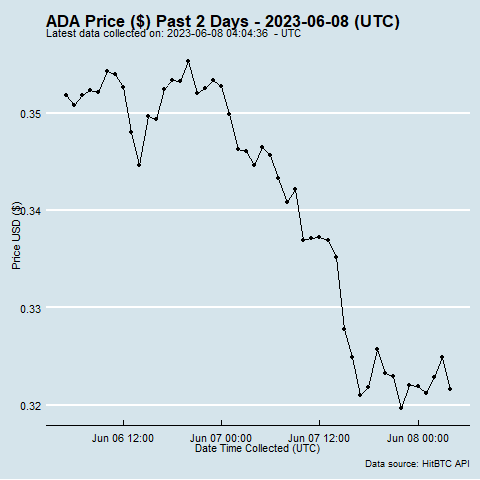 ADA Price ($) Past 2 Days - 2023-06-08 (UTC)
Latest data collected on: 2023-06-08 04:04:36 - UTC
0.35
0.34
0.33
0.32
Price USD ($)
Jun 06 12:00
Jun 07 00:00
Jun 07 12:00
Jun 08 00:00
Date Time Collected (UTC)
Data source: HitBTC API